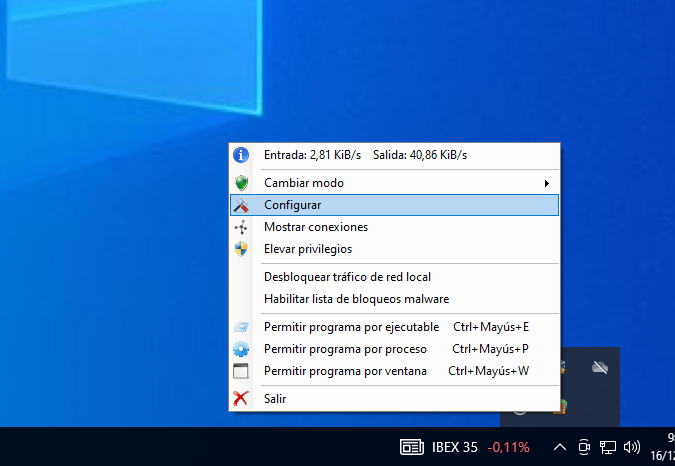 Entrada: 2,81 KiB/s Salida: 40,86 KiB/s
Cambiar modo
Configurar
Mostrar conexiones
Elevar privilegios
Desbloquear tráfico de red local
Habilitar lista de bloqueos malware
Permitir programa por ejecutable Ctrl+Mayús+E
Permitir programa por proceso Ctrl+Mayús+P
Permitir programa por ventana Ctrl+Mayús+W
Salir
IBEX 35 -0,11%
9:
16/12